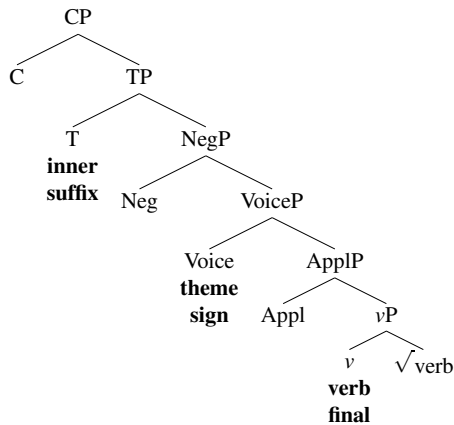 CP
C TP
T NegP
inner
suffix
Neg VoiceP
Voice ApplP
theme
sign
Appl vP
v √verb
verb
final